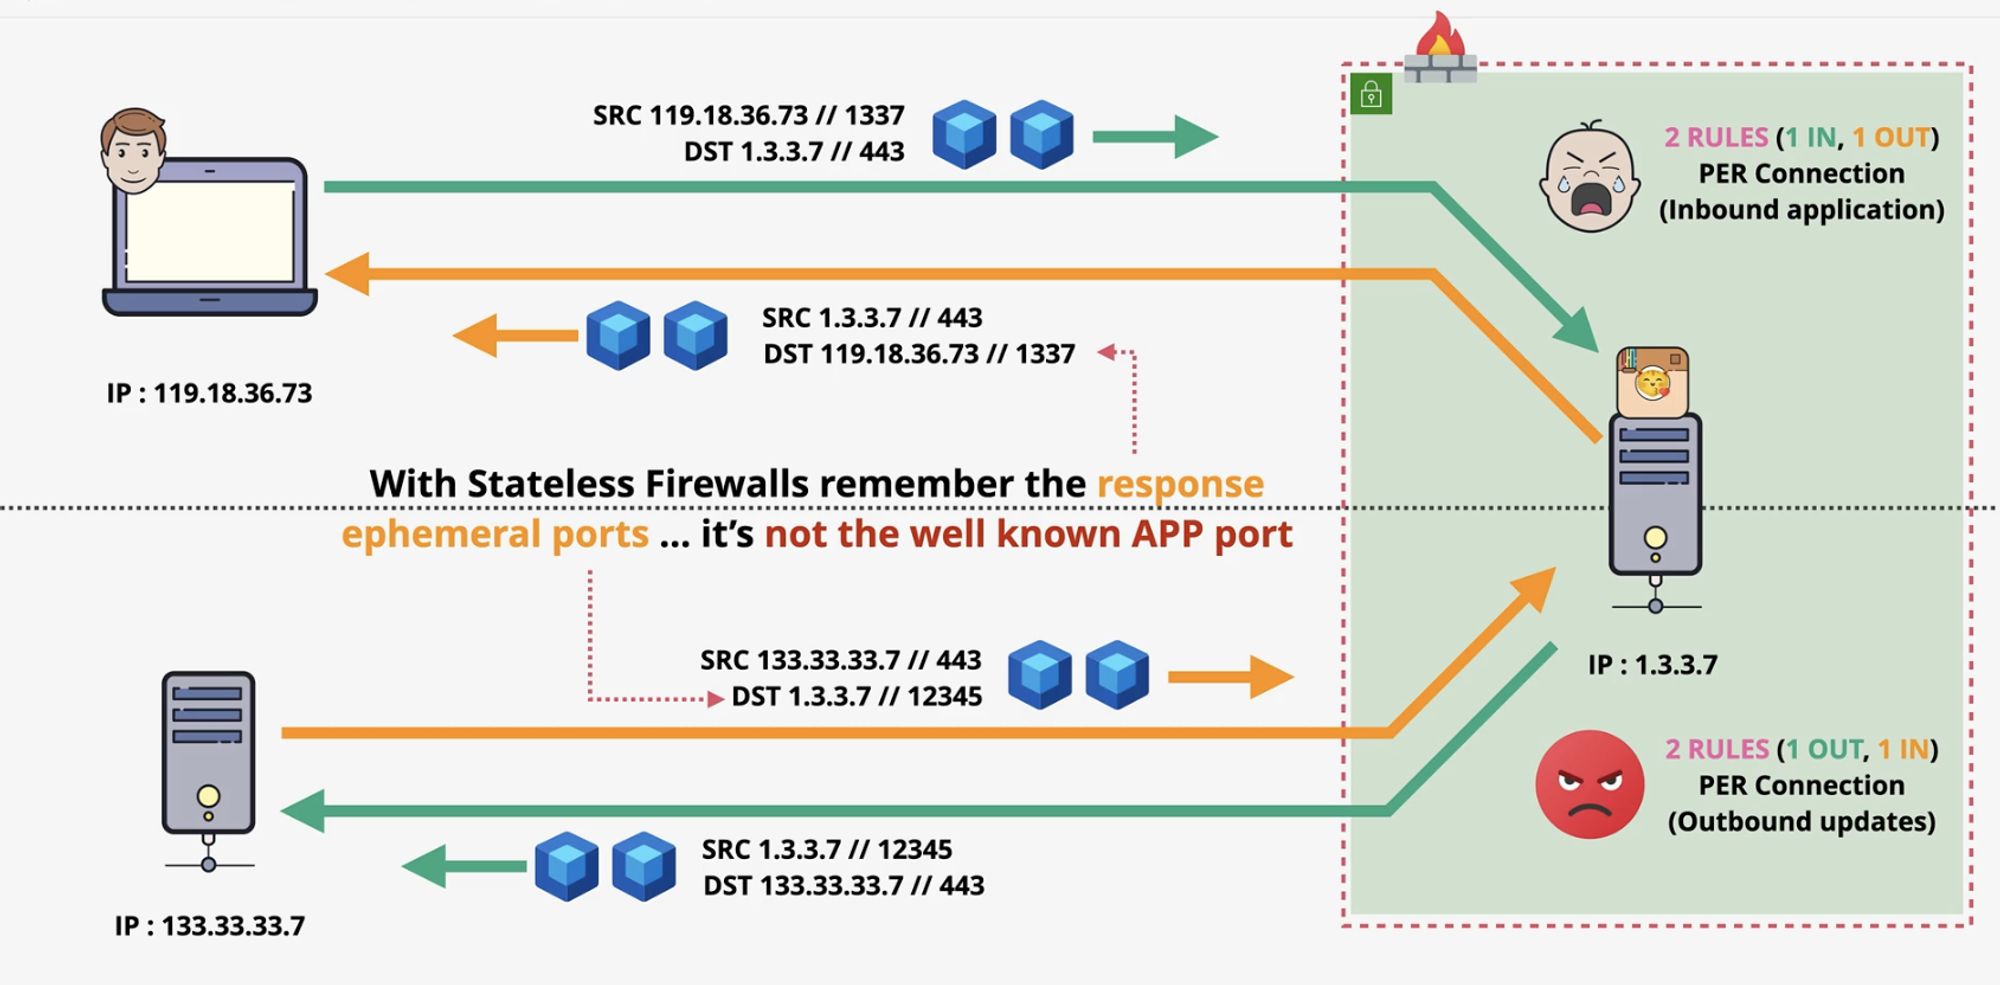 SRC 119.18.36.73 // 1337
DST 1.3.3.7 // 443
2 RULES (1 IN, 1 OUT)
PER Connection
(Inbound application)
SRC 1.3.3.7 // 443
DST 119.18.36.73 // 1337
IP : 119.18.36.73
With Stateless Firewalls remember the response
ephemeral ports ... it's not the well known APP port
SRC 133.33.33.7 // 443
DST 1.3.3.7 // 12345
IP : 1.3.3.7
2 RULES (1 OUT, 1 IN)
PER Connection
(Outbound updates)
SRC 1.3.3.7 // 12345
DST 133.33.33.7 // 443
IP : 133.33.33.7